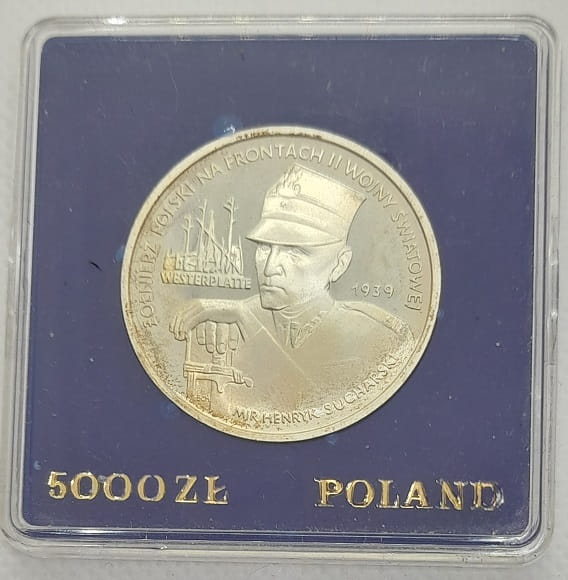 ŻOŁNIERZ POLSKI NA FRONTACH II WOJNY ŚWIATOWEJ
WESTERPLATTE
1939
MJR HENRYK SUCHARSKI
5000 ZŁ
POLAND